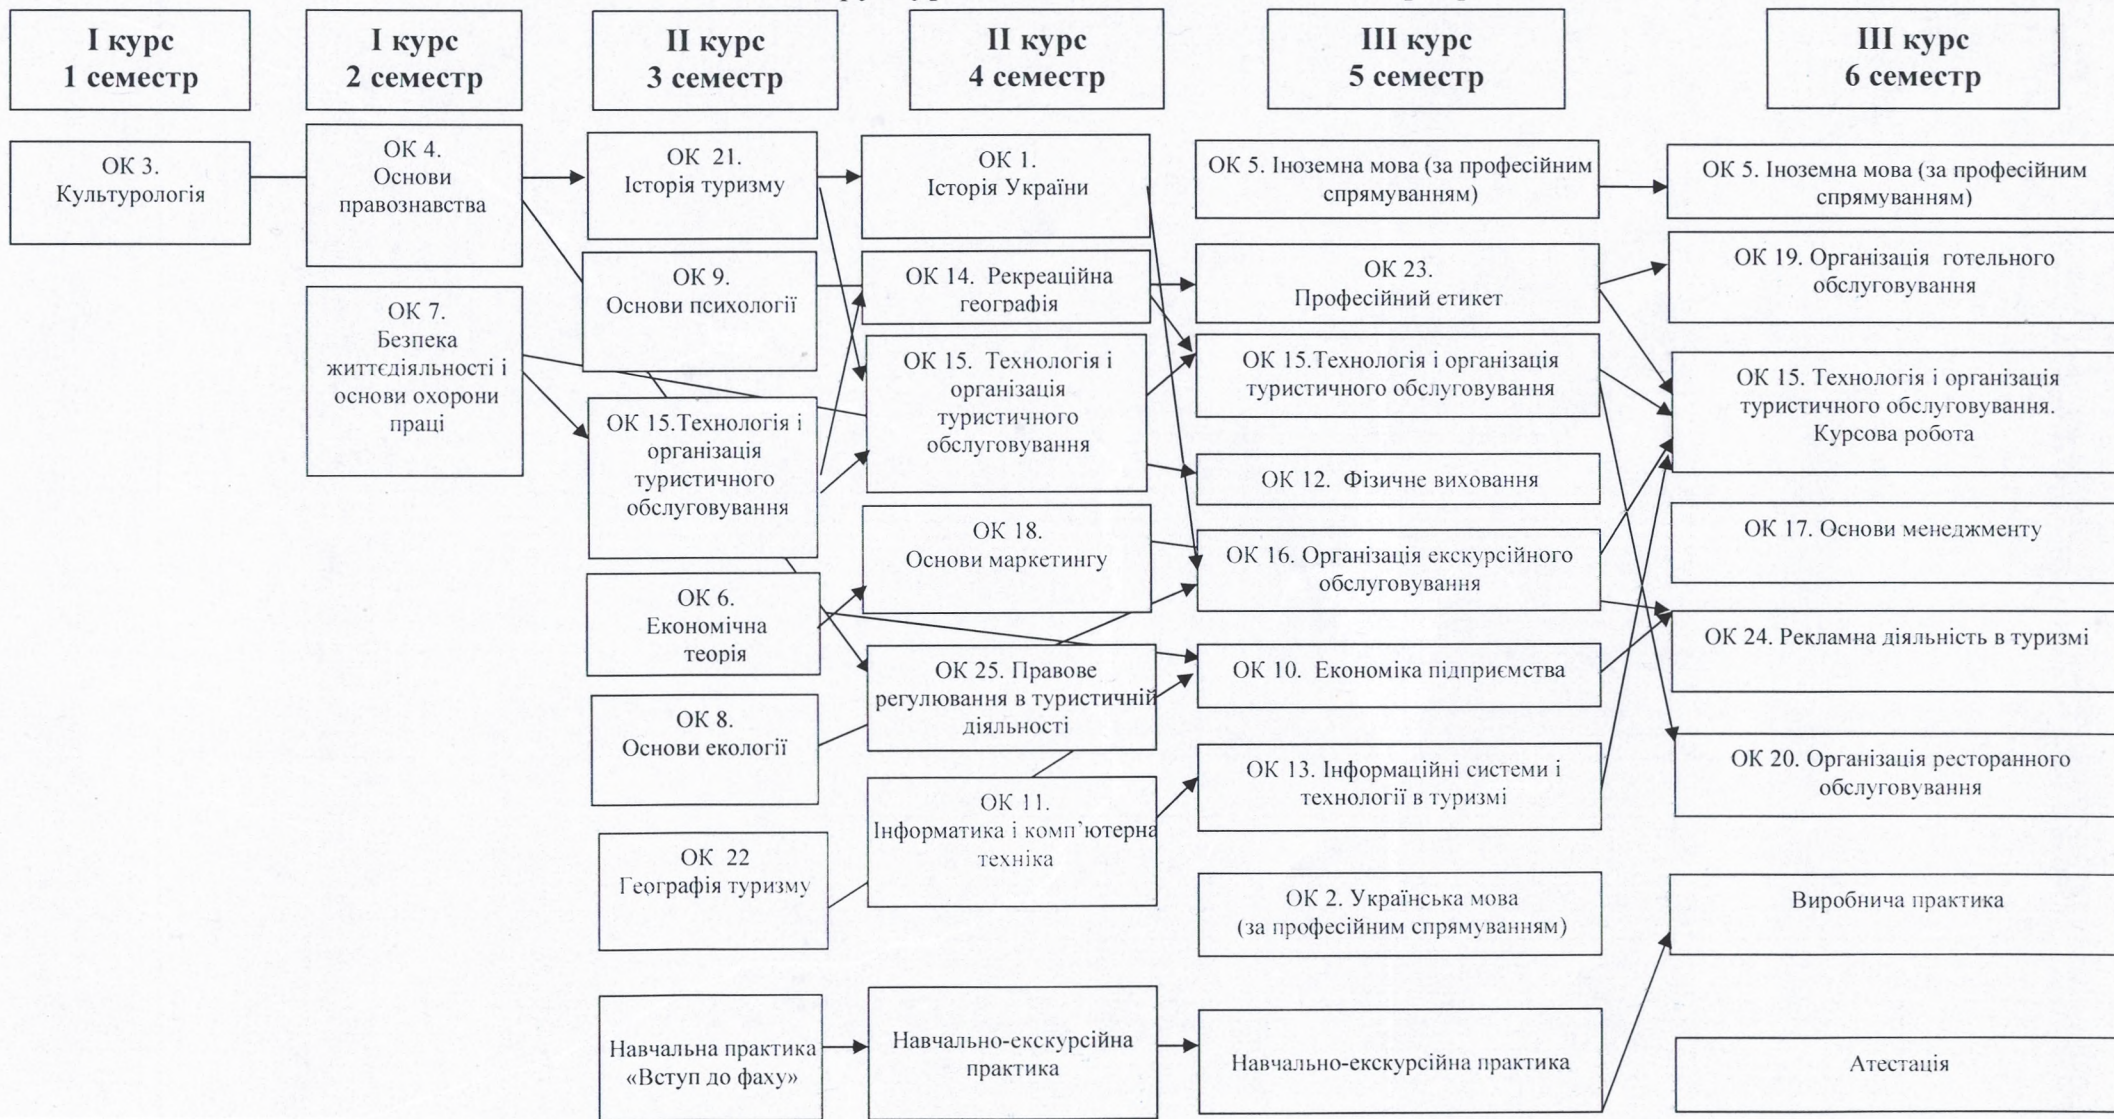 І курс
1 семестр
І курс
2 семестр
ІІ курс
3 семестр
ІІ курс
4 семестр
ІІІ курс
5 семестр
ІІІ курс
6 семестр
ОК 3.
Культурологія
ОК 4.
Основи
правознавства
ОК 7.
Безпека
життєдіяльності і
основи охорони
праці
ОК 21.
Історія туризму
ОК 9.
Основи психології
ОК 15.Технологія і
організація
туристичного
обслуговування
ОК 6.
Економічна
теорія
ОК 8.
Основи екології
ОК 22
Географія туризму
Навчальна практика
«Вступ до фаху»
ОК 1.
Історія України
ОК 14. Рекреаційна
географія
ОК 15. Технологія і
організація
туристичного
обслуговування
ОК 18.
Основи маркетингу
ОК 25. Правове
регулювання в туристичній
діяльності
ОК 11.
Інформатика і комп’ютерна
техніка
Навчально-екскурсійна
практика
ОК 5. Іноземна мова (за професійним
спрямуванням)
ОК 23.
Професійний етикет
ОК 15.Технологія і організація
туристичного обслуговування
ОК 12. Фізичне виховання
ОК 16. Організація екскурсійного
обслуговування
ОК 10. Економіка підприємства
ОК 13. Інформаційні системи і
технології в туризмі
ОК 2. Українська мова
(за професійним спрямуванням)
Навчально-екскурсійна практика
ОК 5. Іноземна мова (за професійним
спрямуванням)
ОК 19. Організація готельного
обслуговування
ОК 15. Технологія і організація
туристичного обслуговування.
Курсова робота
ОК 17. Основи менеджменту
ОК 24. Рекламна діяльність в туризмі
ОК 20. Організація ресторанного
обслуговування
Виробнича практика
Атестація